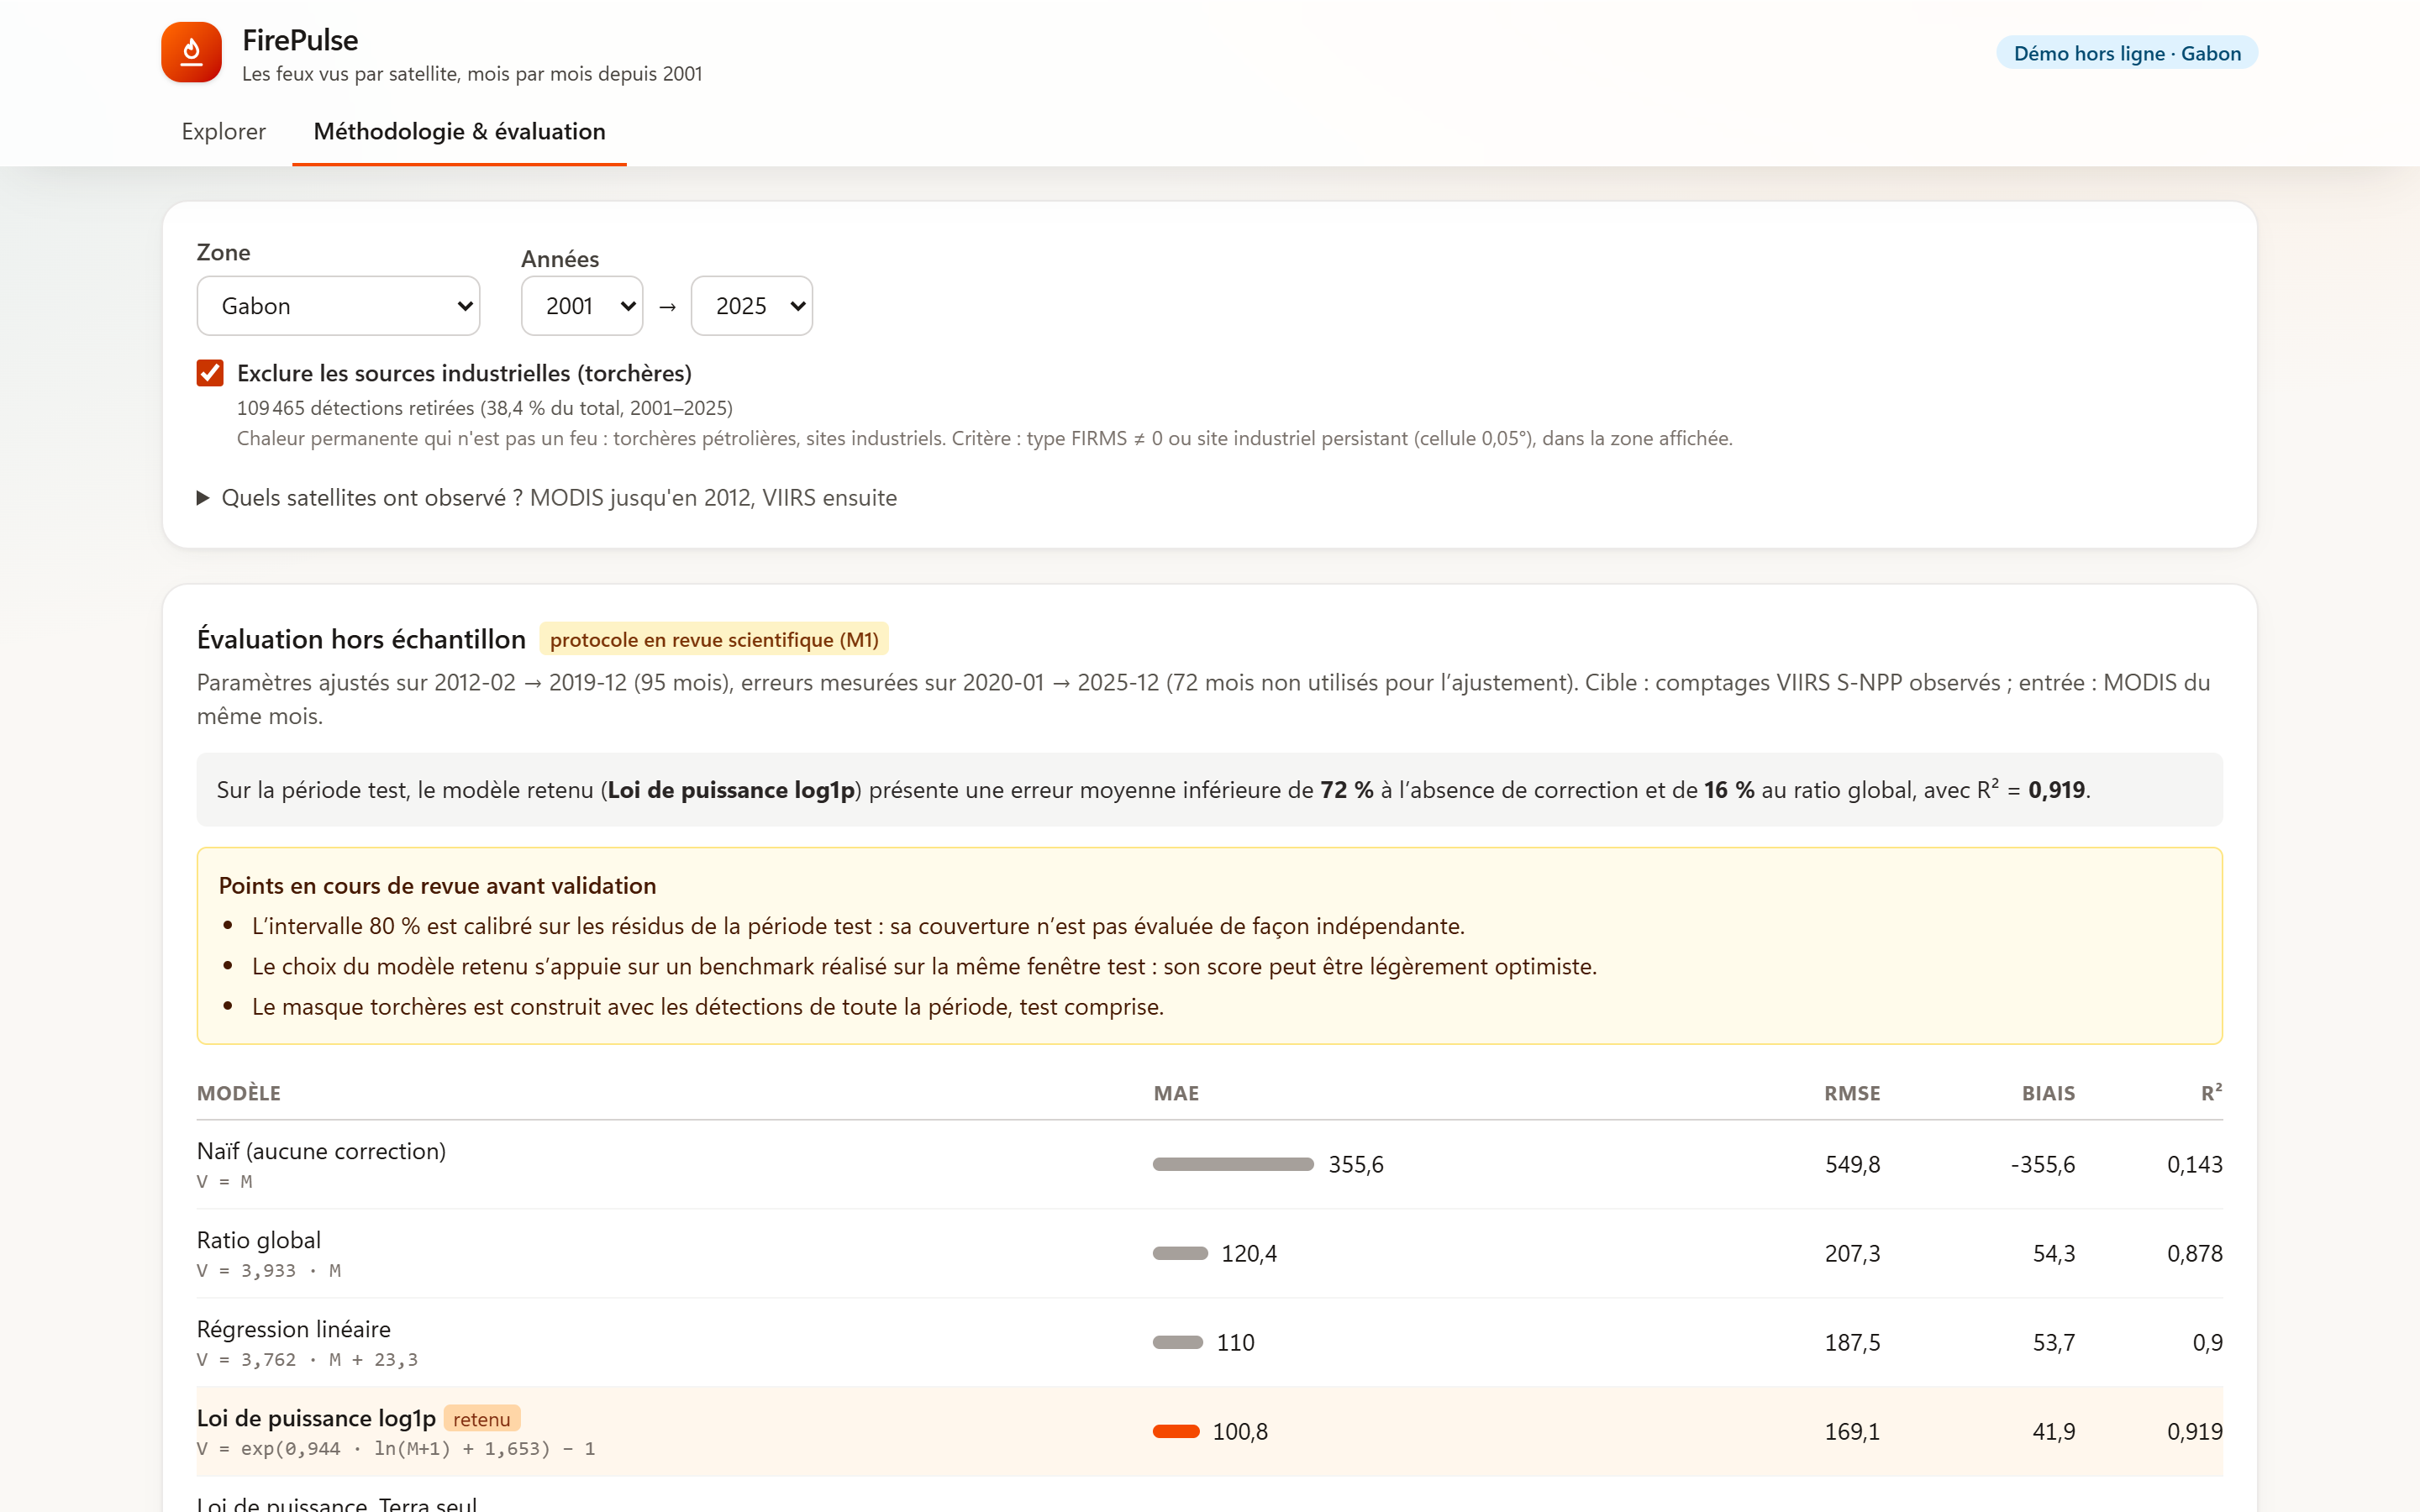 FirePulse
Les feux vus par satellite, mois par mois depuis 2001
Démo hors ligne · Gabon
Explorer
Méthodologie & évaluation
Zone
Années
Gabon
2001
→
2025
Exclure les sources industrielles (torchères)
109 465 détections retirées (38,4 % du total, 2001–2025)
Chaleur permanente qui n'est pas un feu : torchères pétrolières, sites industriels. Critère : type FIRMS ≠ 0 ou site industriel persistant (cellule 0,05°), dans la zone affichée.
▶ Quels satellites ont observé ? MODIS jusqu'en 2012, VIIRS ensuite
Évaluation hors échantillon
protocole en revue scientifique (M1)
Paramètres ajustés sur 2012-02 → 2019-12 (95 mois), erreurs mesurées sur 2020-01 → 2025-12 (72 mois non utilisés pour l’ajustement). Cible : comptages VIIRS S-NPP observés ; entrée : MODIS du
même mois.
Sur la période test, le modèle retenu (Loi de puissance log1p) présente une erreur moyenne inférieure de 72 % à l’absence de correction et de 16 % au ratio global, avec R² = 0,919.
Points en cours de revue avant validation
• L’intervalle 80 % est calibré sur les résidus de la période test : sa couverture n’est pas évaluée de façon indépendante.
• Le choix du modèle retenu s’appuie sur un benchmark réalisé sur la même fenêtre test : son score peut être légèrement optimiste.
• Le masque torchères est construit avec les détections de toute la période, test comprise.
MODÈLE MAE RMSE BIAIS R²
Naïf (aucune correction)
V = M
355,6 549,8 -355,6 0,143
Ratio global
V = 3,933 · M
120,4 207,3 54,3 0,878
Régression linéaire
V = 3,762 · M + 23,3
110 187,5 53,7 0,9
Loi de puissance log1p retenu
V = exp(0,944 · ln(M+1) + 1,653) − 1
100,8 169,1 41,9 0,919
Loi de puissance, Terra seul